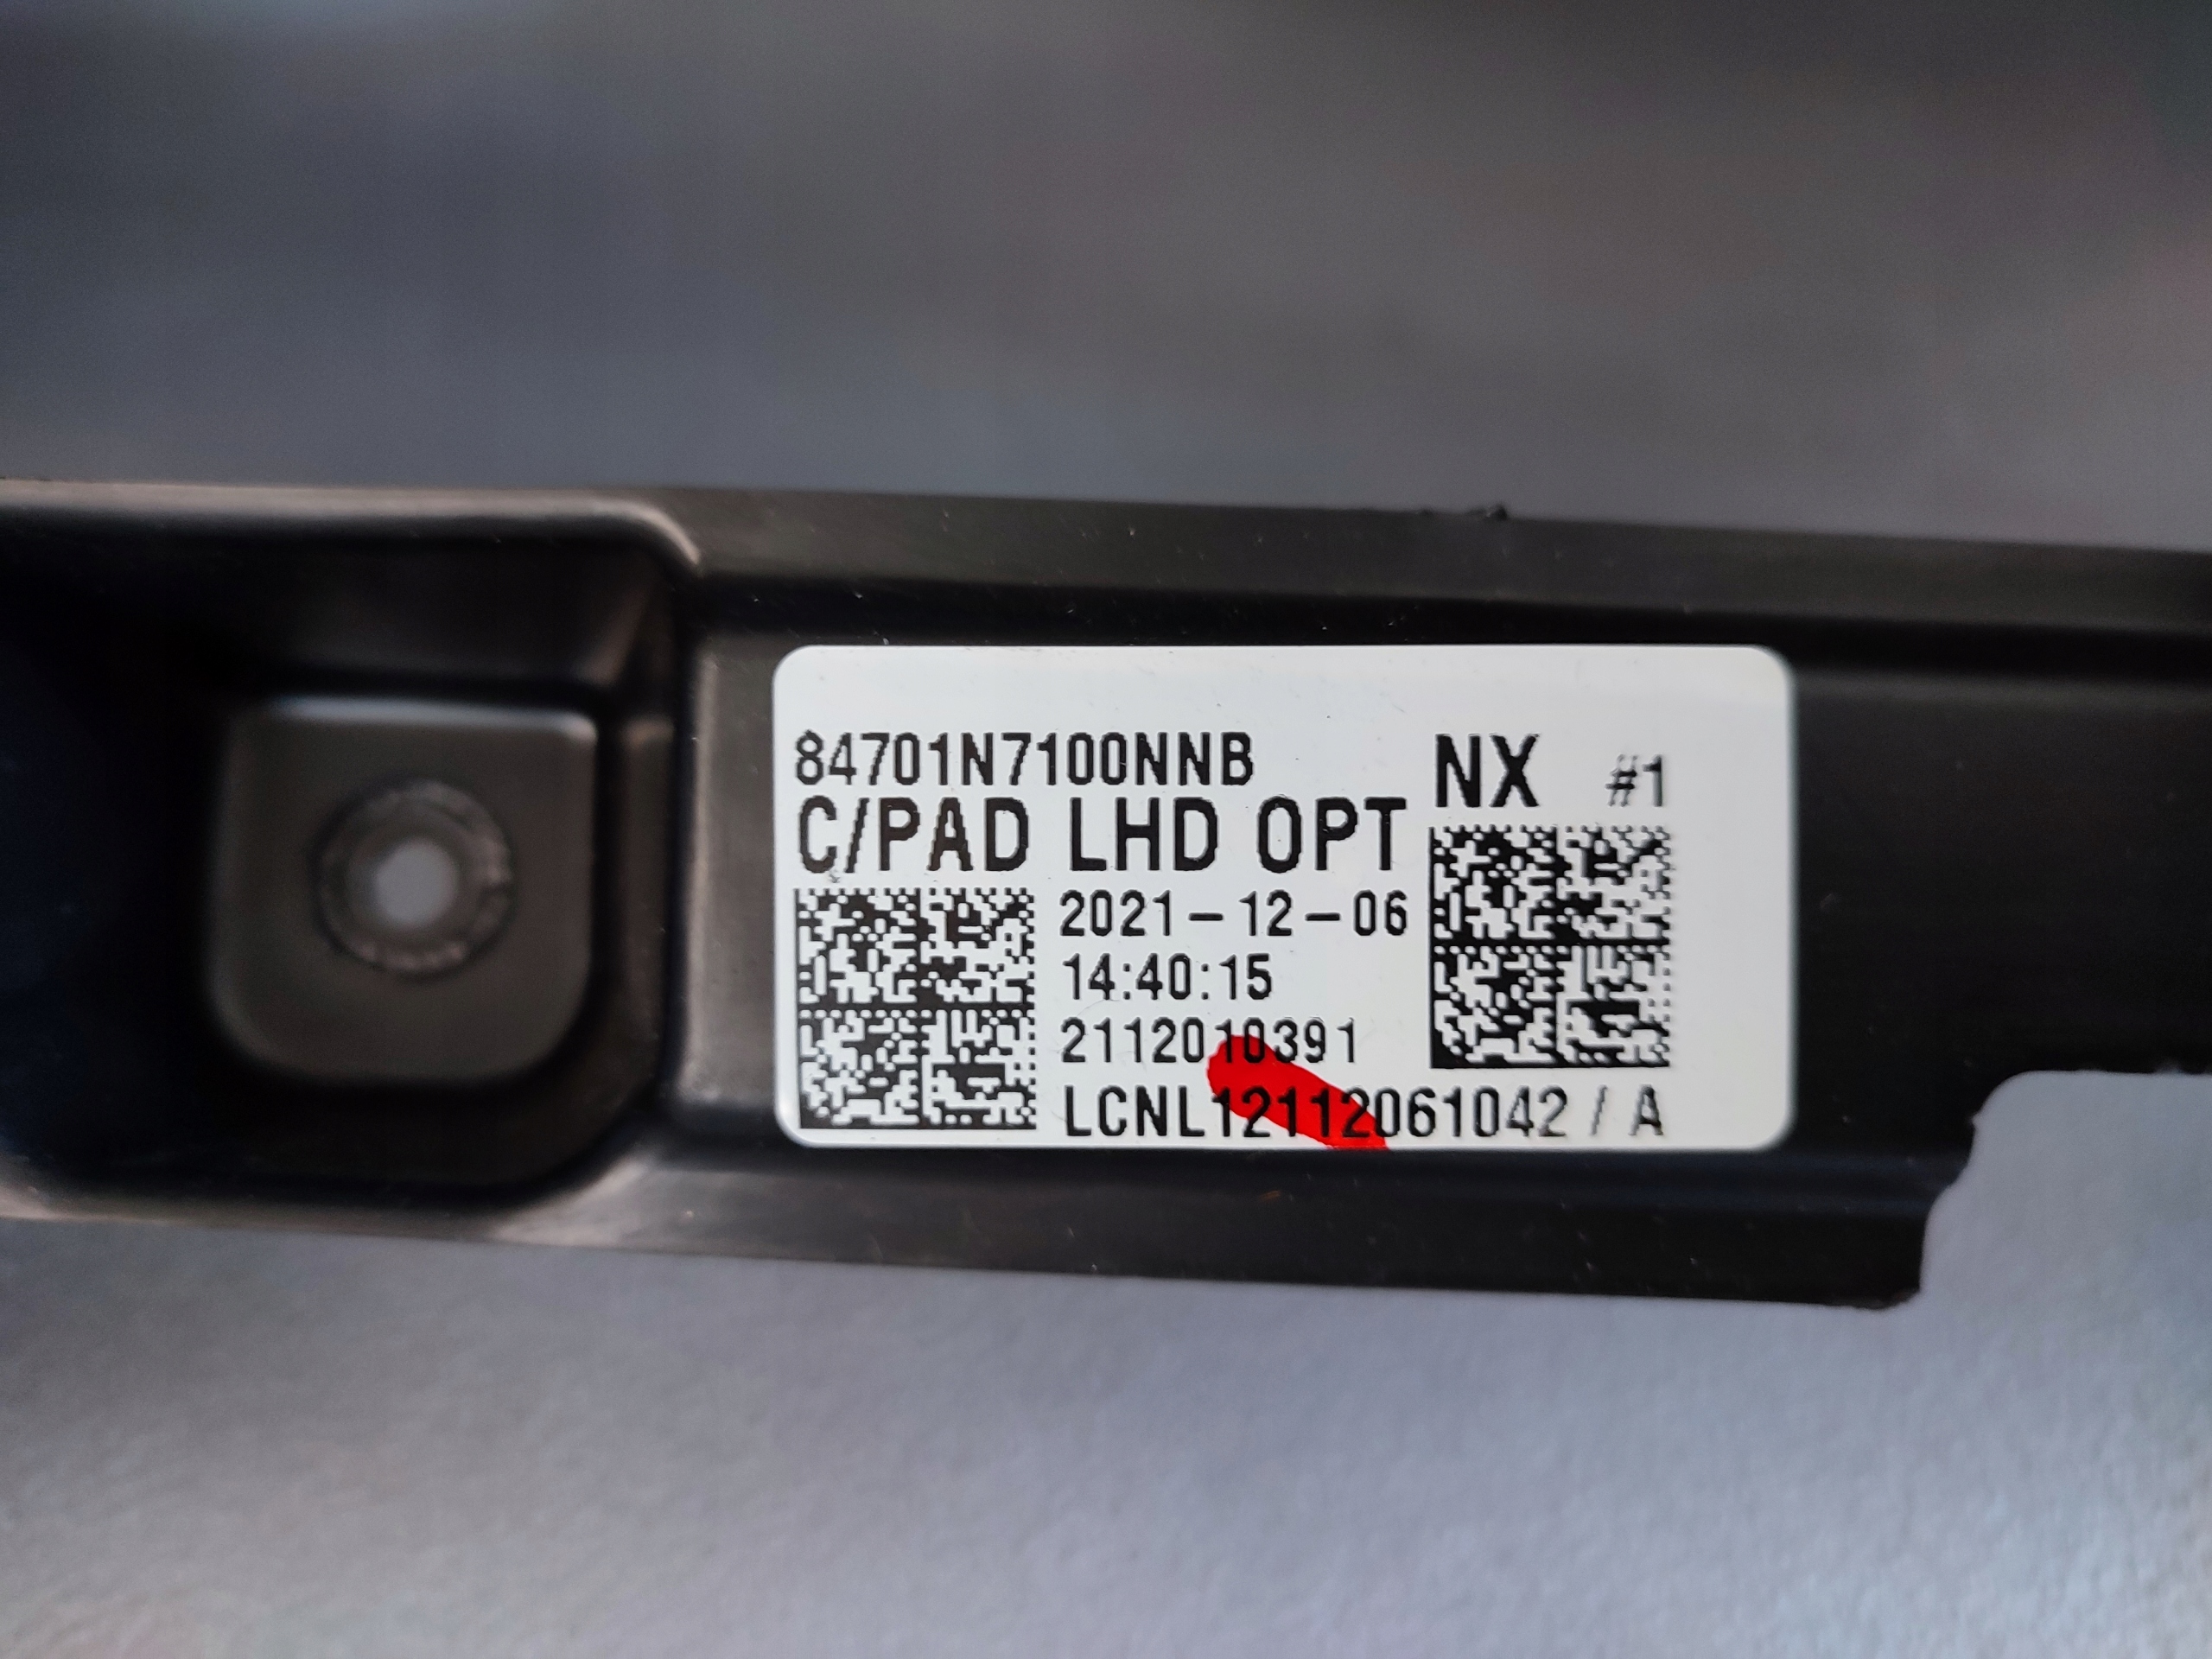 84701N7100NNB
NX #1
C/PAD LHD OPT
2021-12-06
14:40:15
2112010391
LCNL12112061042 / A